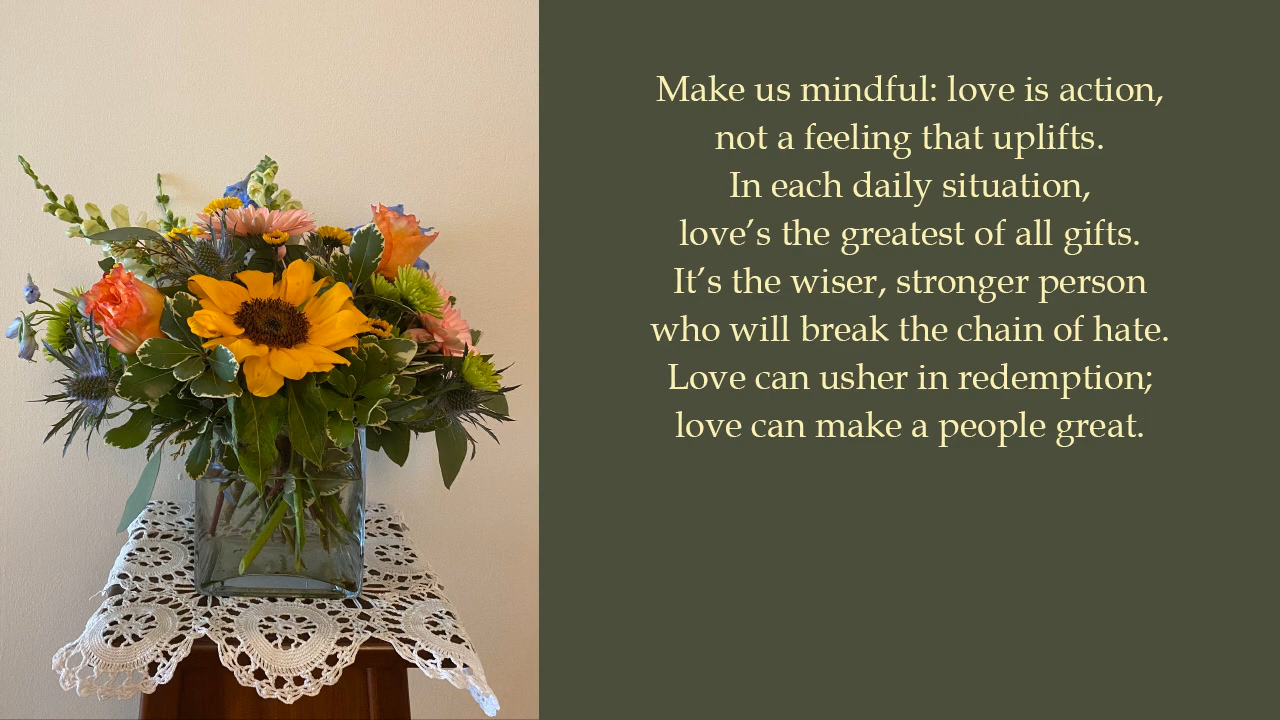 Make us mindful: love is action,
not a feeling that uplifts.
In each daily situation,
love’s the greatest of all gifts.
It’s the wiser, stronger person
who will break the chain of hate.
Love can usher in redemption;
love can make a people great.